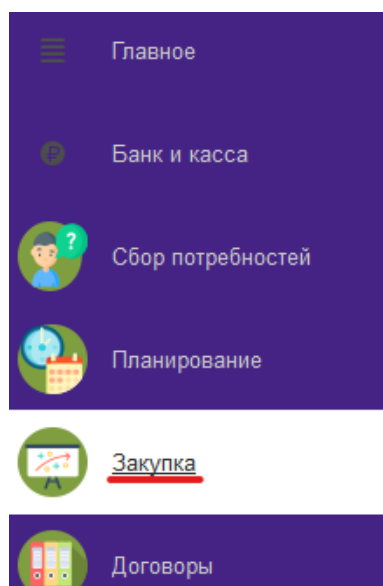 Главное
Банк и касса
Сбор потребностей
Планирование
Закупка
Договоры